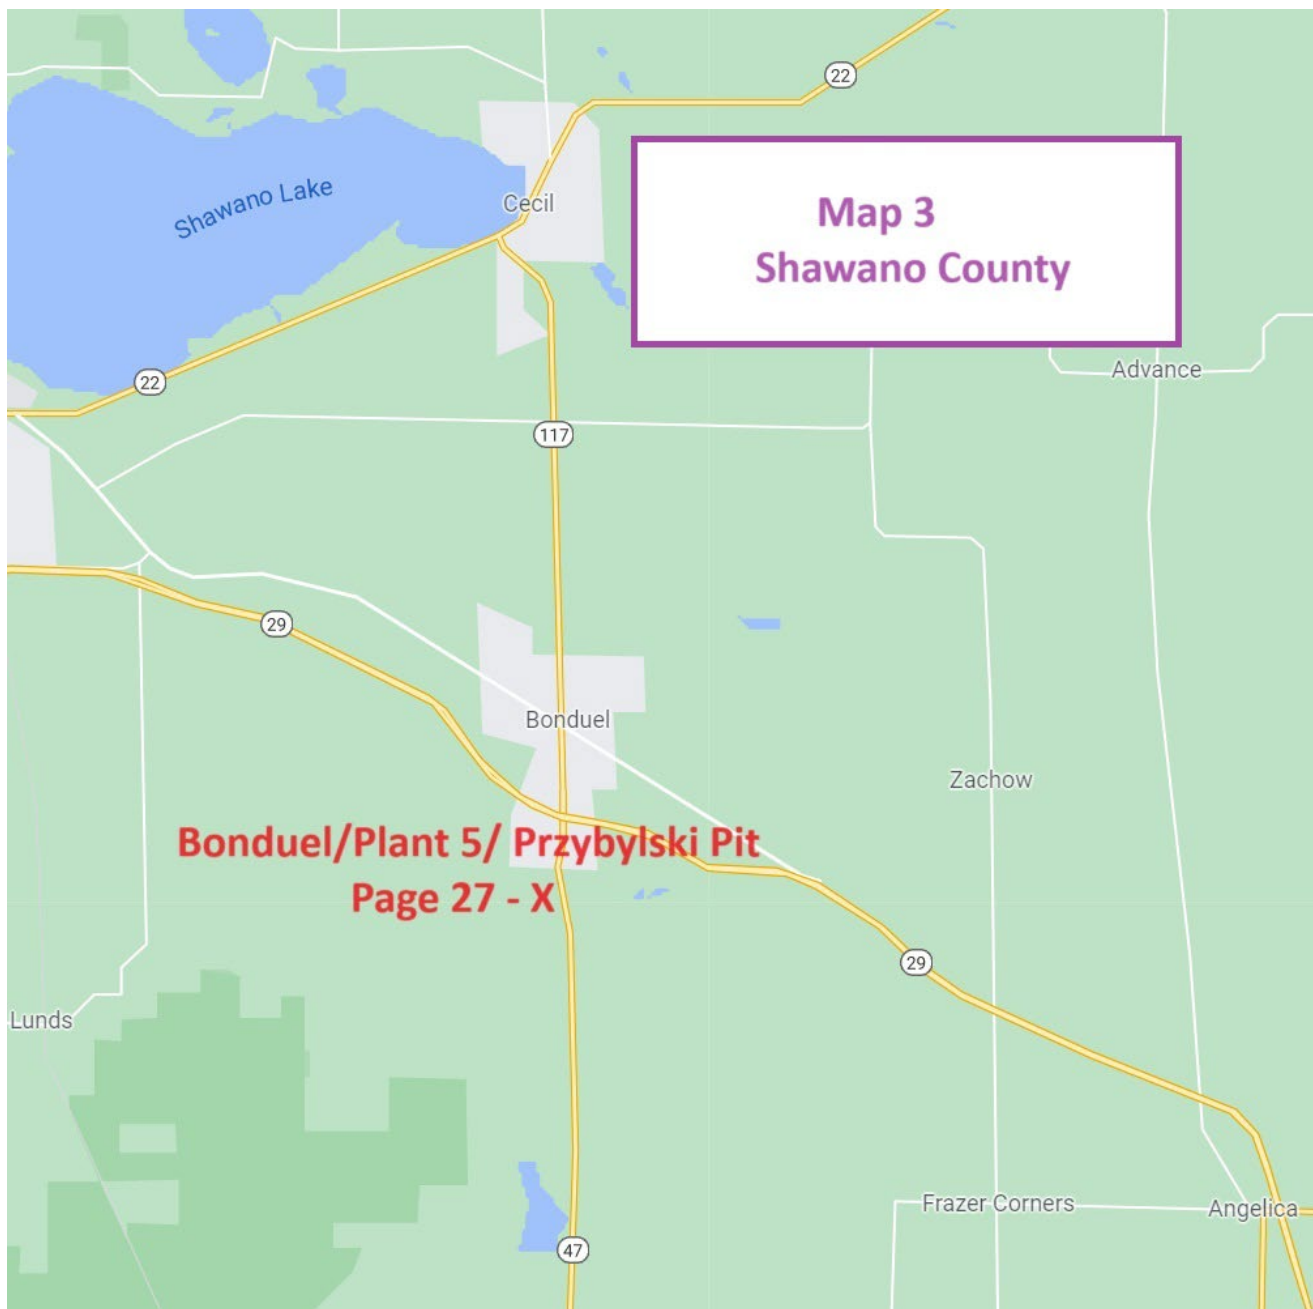 22
Map 3
Shawano County
Shawano Lake
Cecil
22
Advance
117
29
Bonduel
Zachow
Bonduel/Plant 5/ Przybylski Pit
Page 27 - X
29
Lunds
Frazer Corners
Angelica
47